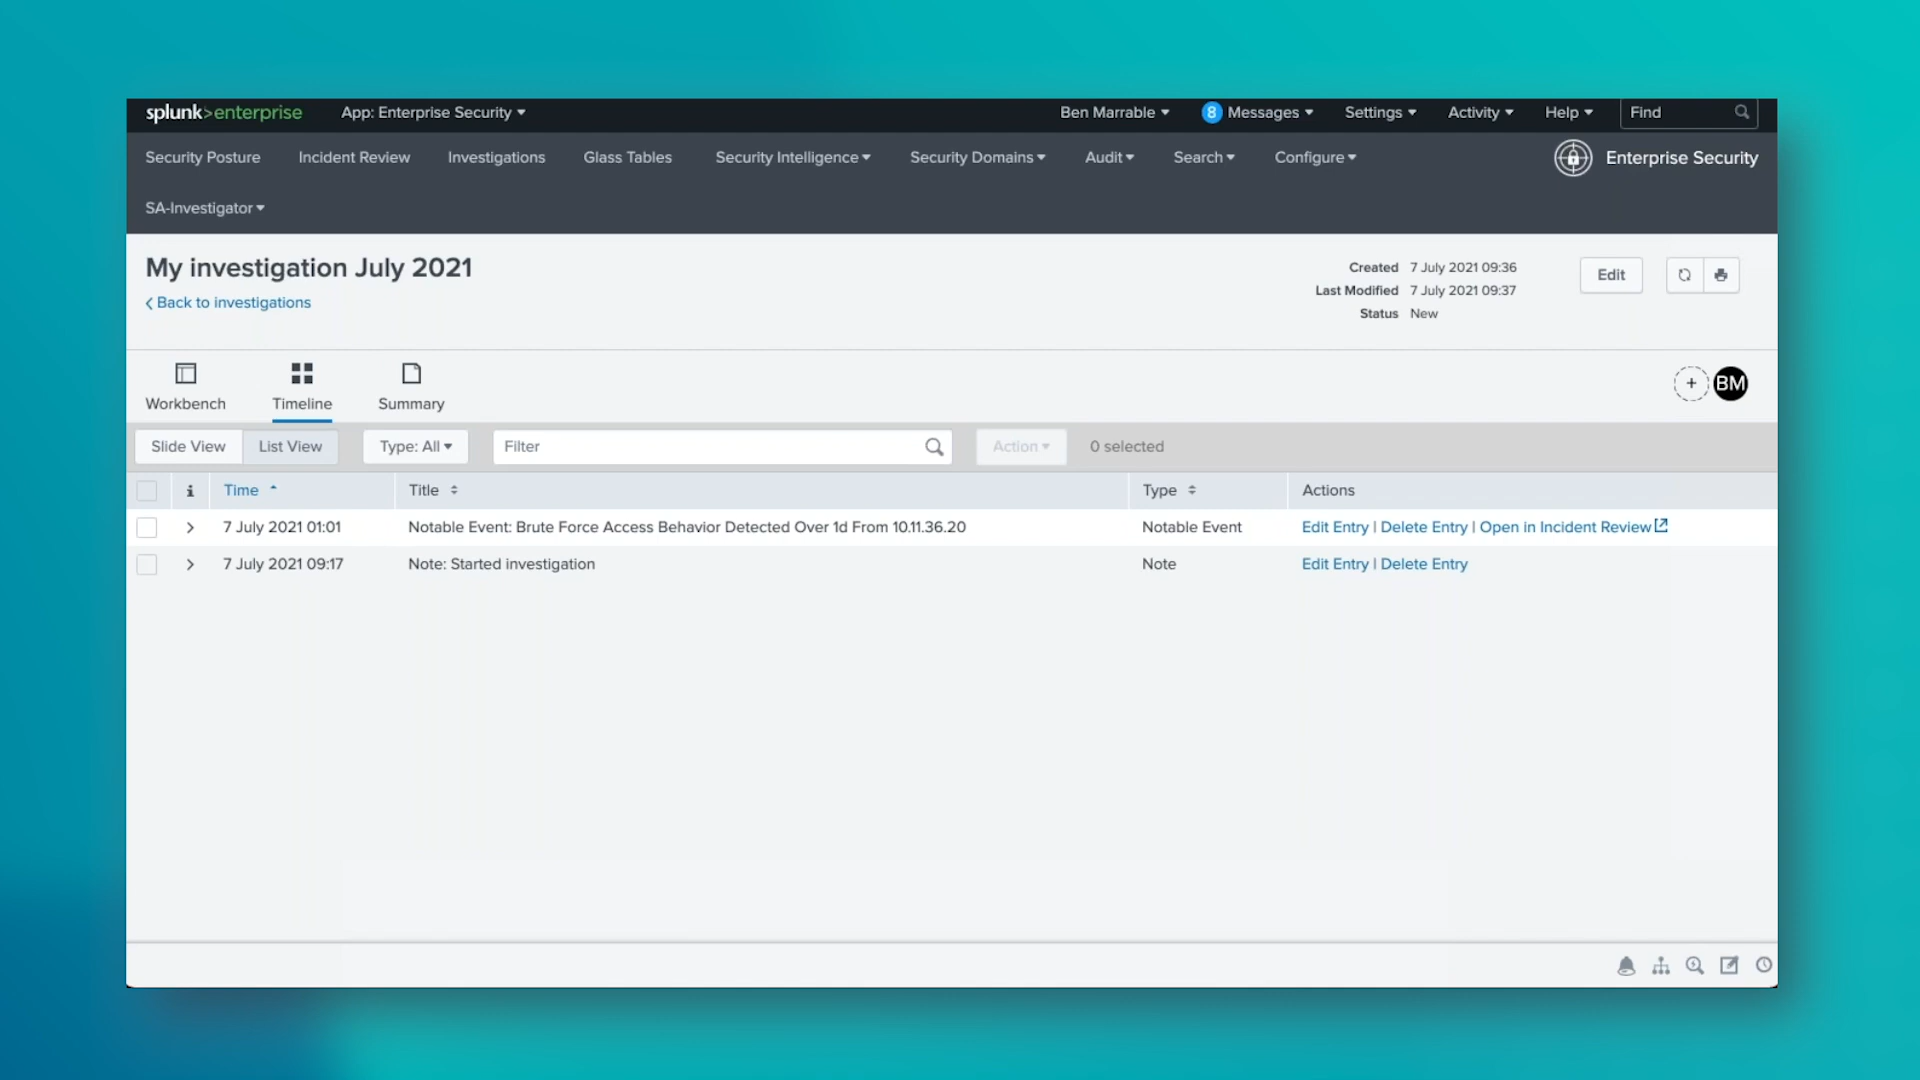 splunk>enterprise App: Enterprise Security Ben Marrable 8 Messages Settings Activity Help Find
Security Posture Incident Review Investigations Glass Tables Security Intelligence Security Domains Audit Search Configure Enterprise Security
SA-Investigator
My investigation July 2021
Back to investigations
Created 7 July 2021 09:36
Last Modified 7 July 2021 09:37
Status New
Edit
Workbench Timeline Summary
BM
Slide View List View Type: All Filter Action 0 selected
i Time Title Type Actions
7 July 2021 01:01 Notable Event: Brute Force Access Behavior Detected Over 1d From 10.11.36.20 Notable Event Edit Entry | Delete Entry | Open in Incident Review
7 July 2021 09:17 Note: Started investigation Note Edit Entry | Delete Entry